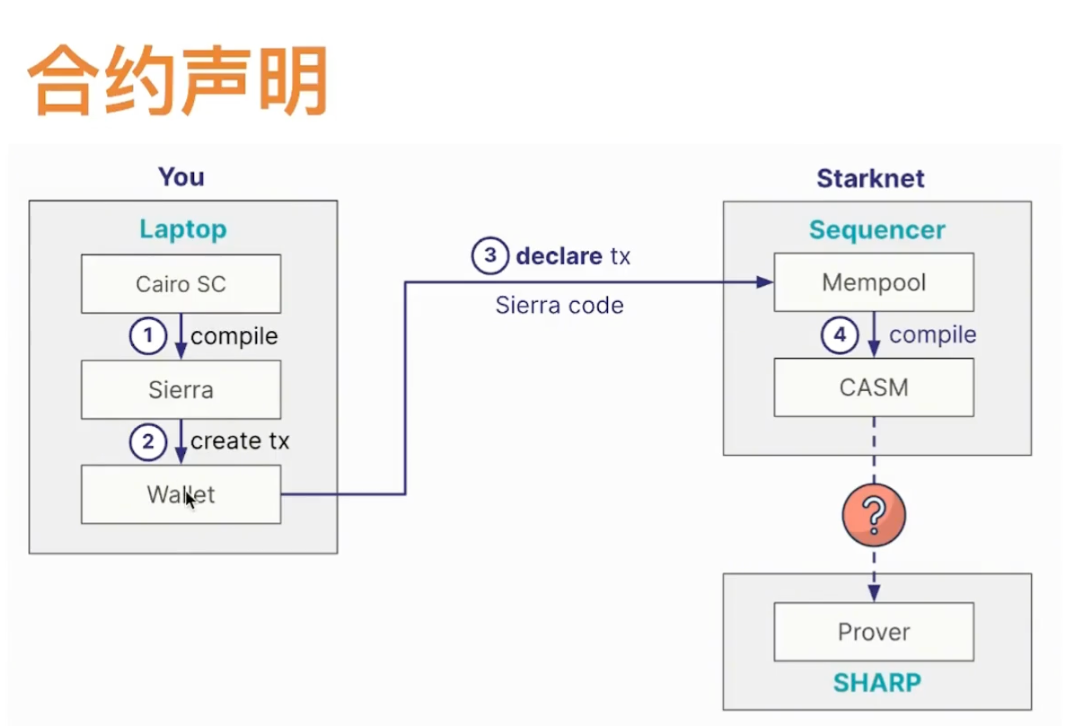 合约声明
You
Laptop
Cairo SC
1 compile
Sierra
2 create tx
Wallet
3 declare tx
Sierra code
Starknet
Sequencer
Mempool
4 compile
CASM
?
Prover
SHARP